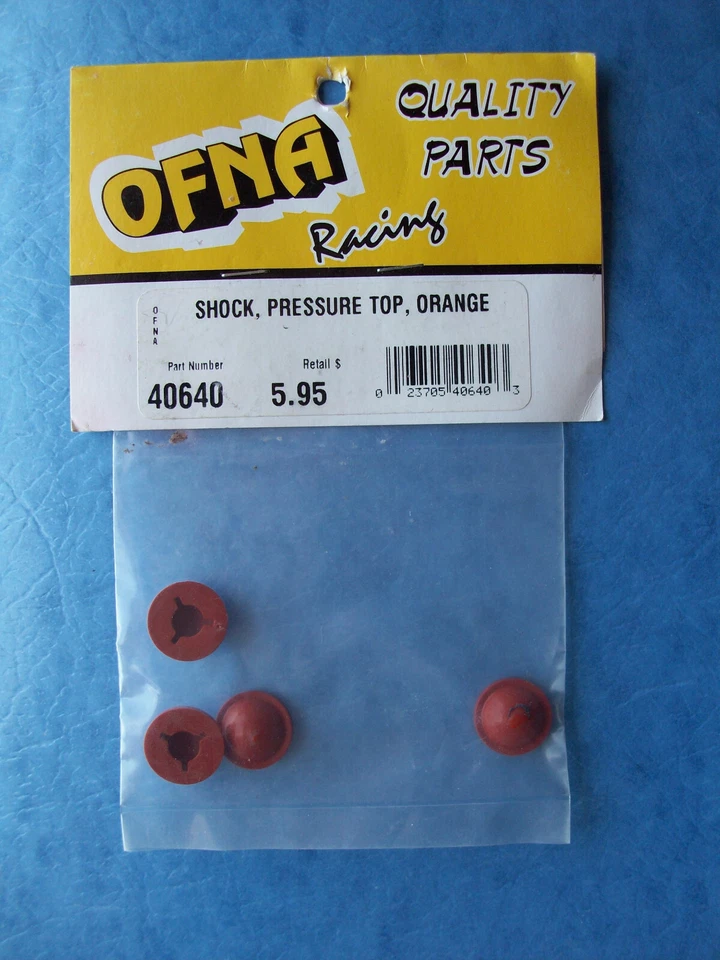 OFNA
Racing
QUALITY
PARTS
OFNA
SHOCK, PRESSURE TOP, ORANGE
Part Number
40640
Retail $
5.95
0 23705 40640 3